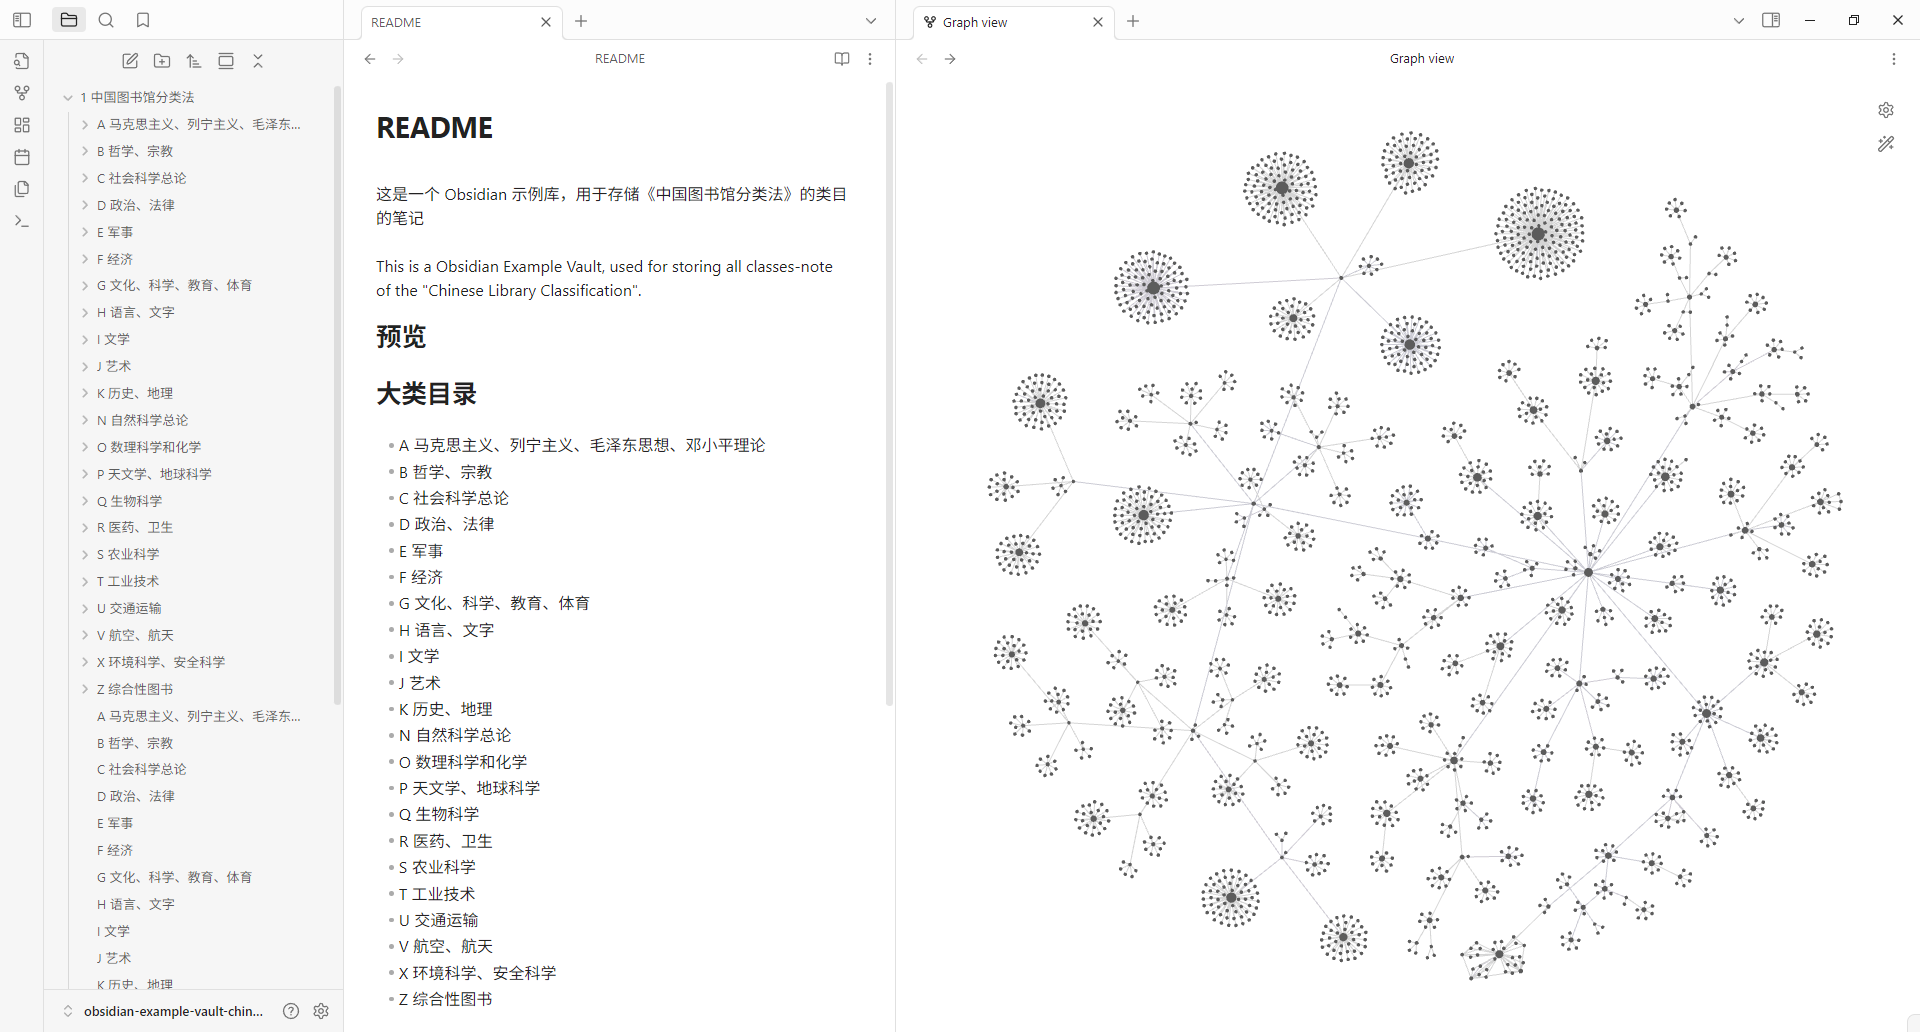 README
Graph view
README
Graph view
1 中国图书馆分类法
A 马克思主义、列宁主义、毛泽东...
B 哲学、宗教
C 社会科学总论
D 政治、法律
E 军事
F 经济
G 文化、科学、教育、体育
H 语言、文字
I 文学
J 艺术
K 历史、地理
N 自然科学总论
O 数理科学和化学
P 天文学、地球科学
Q 生物科学
R 医药、卫生
S 农业科学
T 工业技术
U 交通运输
V 航空、航天
X 环境科学、安全科学
Z 综合性图书
A 马克思主义、列宁主义、毛泽东...
B 哲学、宗教
C 社会科学总论
D 政治、法律
E 军事
F 经济
G 文化、科学、教育、体育
H 语言、文字
I 文学
J 艺术
K 历史、地理
obsidian-example-vault-chin...
README
这是一个 Obsidian 示例库，用于存储《中国图书馆分类法》的类目
的笔记
This is a Obsidian Example Vault, used for storing all classes-note
of the "Chinese Library Classification".
预览
大类目录
A 马克思主义、列宁主义、毛泽东思想、邓小平理论
B 哲学、宗教
C 社会科学总论
D 政治、法律
E 军事
F 经济
G 文化、科学、教育、体育
H 语言、文字
I 文学
J 艺术
K 历史、地理
N 自然科学总论
O 数理科学和化学
P 天文学、地球科学
Q 生物科学
R 医药、卫生
S 农业科学
T 工业技术
U 交通运输
V 航空、航天
X 环境科学、安全科学
Z 综合性图书